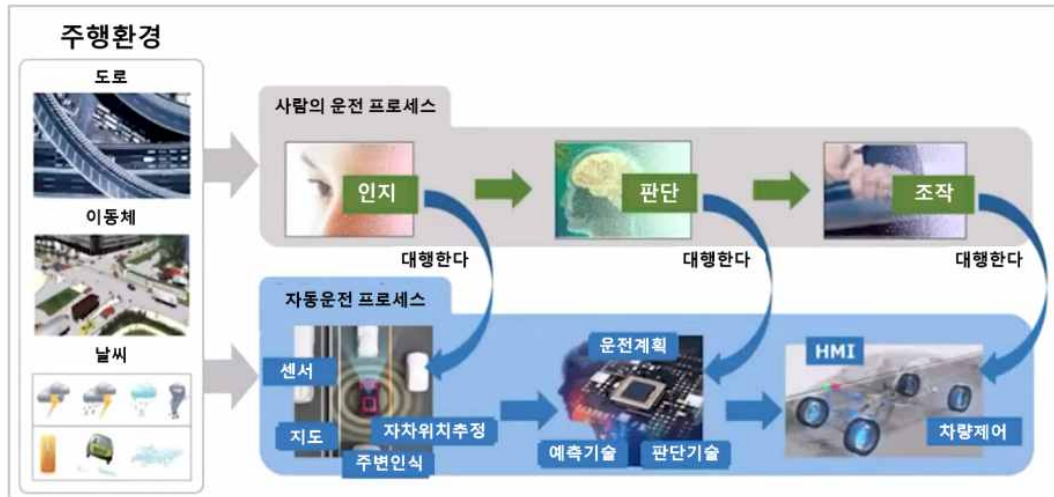 주행환경
도로
이동체
날씨
사람의 운전 프로세스
인지
판단
조작
대행한다
대행한다
대행한다
자동운전 프로세스
센서
지도
자차위치추정
주변인식
운전계획
예측기술
판단기술
HMI
차량제어